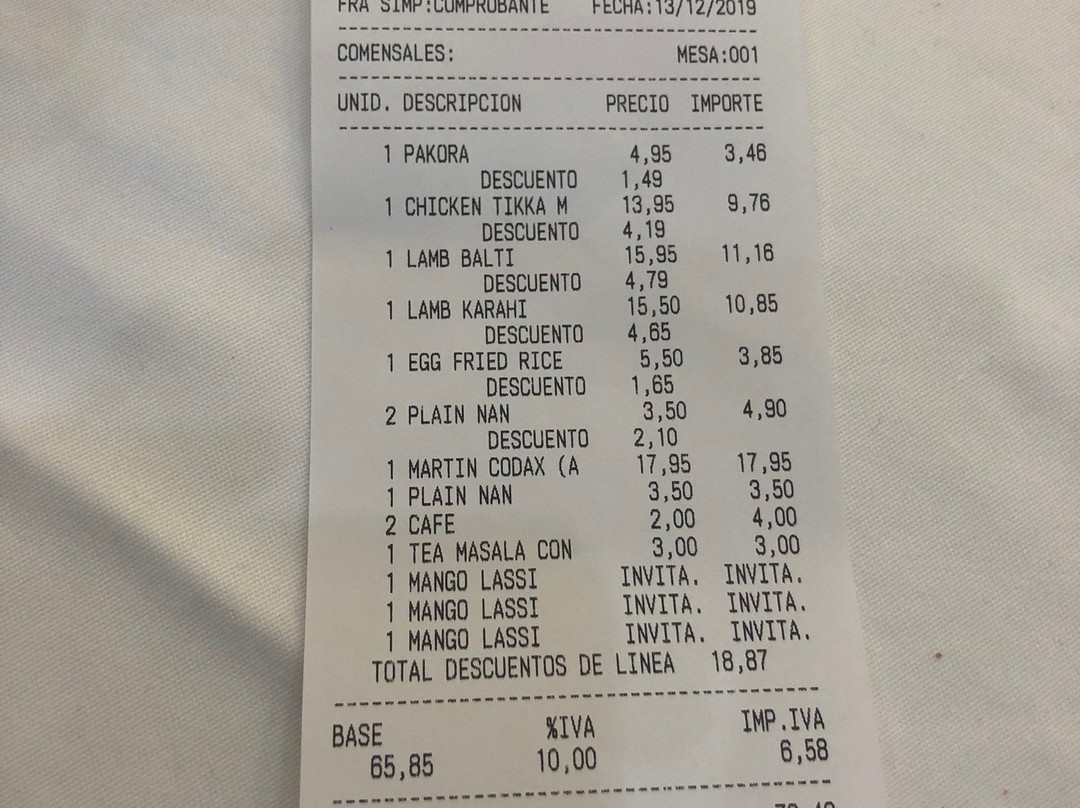 FRA SIMP:COMPROBANTE FECHA:13/12/2019
COMENSALES: MESA:001
UNID. DESCRIPCION PRECIO IMPORTE
1 PAKORA 4,95 3,46
DESCUENTO 1,49
1 CHICKEN TIKKA M 13,95 9,76
DESCUENTO 4,19
1 LAMB BALTI 15,95 11,16
DESCUENTO 4,79
1 LAMB KARAHI 15,50 10,85
DESCUENTO 4,65
1 EGG FRIED RICE 5,50 3,85
DESCUENTO 1,65
2 PLAIN NAN 3,50 4,90
DESCUENTO 2,10
1 MARTIN CODAX (A 17,95 17,95
1 PLAIN NAN 3,50 3,50
2 CAFE 2,00 4,00
1 TEA MASALA CON 3,00 3,00
1 MANGO LASSI INVITA. INVITA.
1 MANGO LASSI INVITA. INVITA.
1 MANGO LASSI INVITA. INVITA.
TOTAL DESCUENTOS DE LINEA 18,87
BASE %IVA IMP.IVA
65,85 10,00 6,58